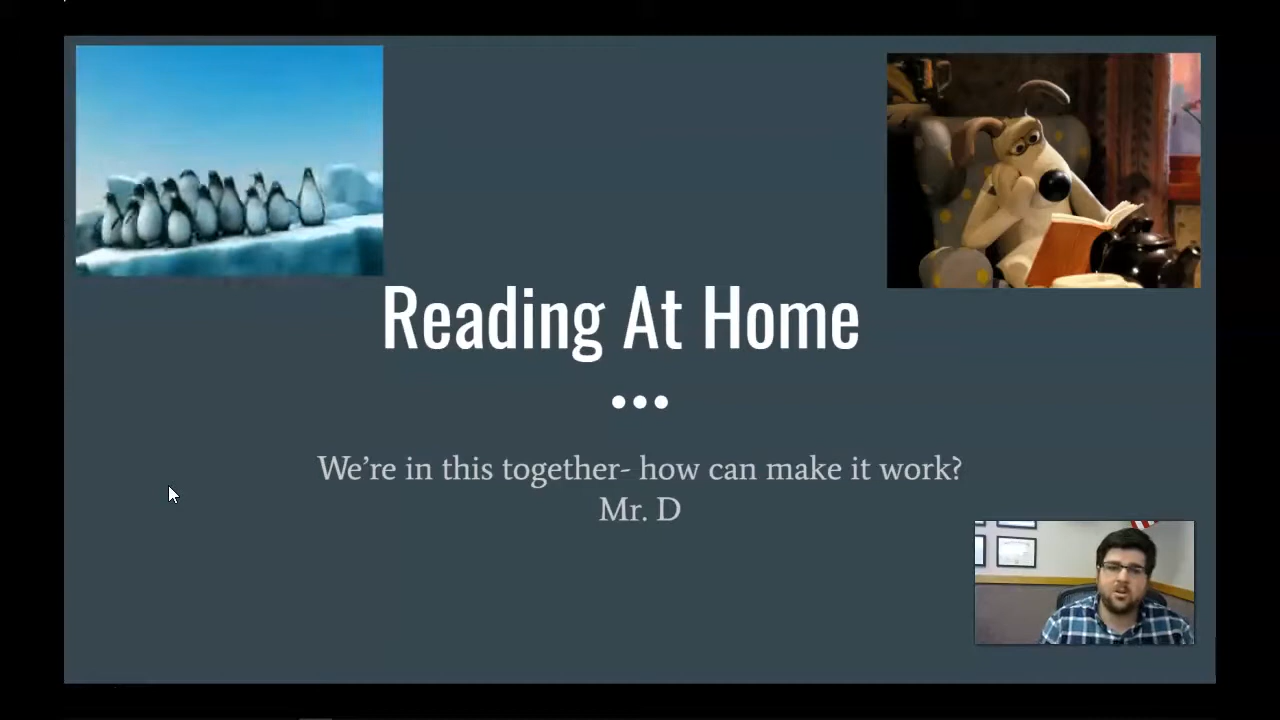 Reading At Home
We're in this together- how can make it work?
Mr. D